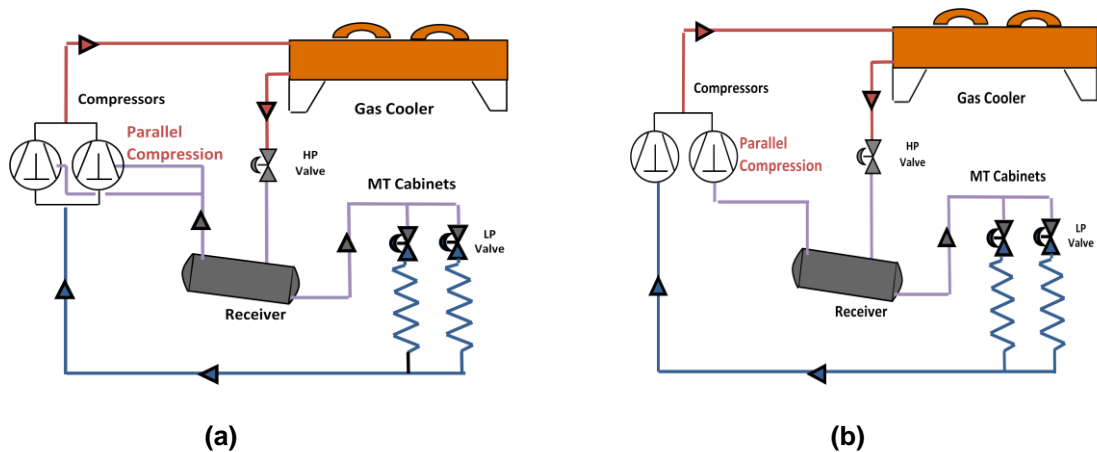 Compressors
Parallel
Compression
Gas Cooler
HP
Valve
MT Cabinets
LP
Valve
Receiver
(a)
Compressors
Parallel
Compression
Gas Cooler
HP
Valve
MT Cabinets
LP
Valve
Receiver
(b)